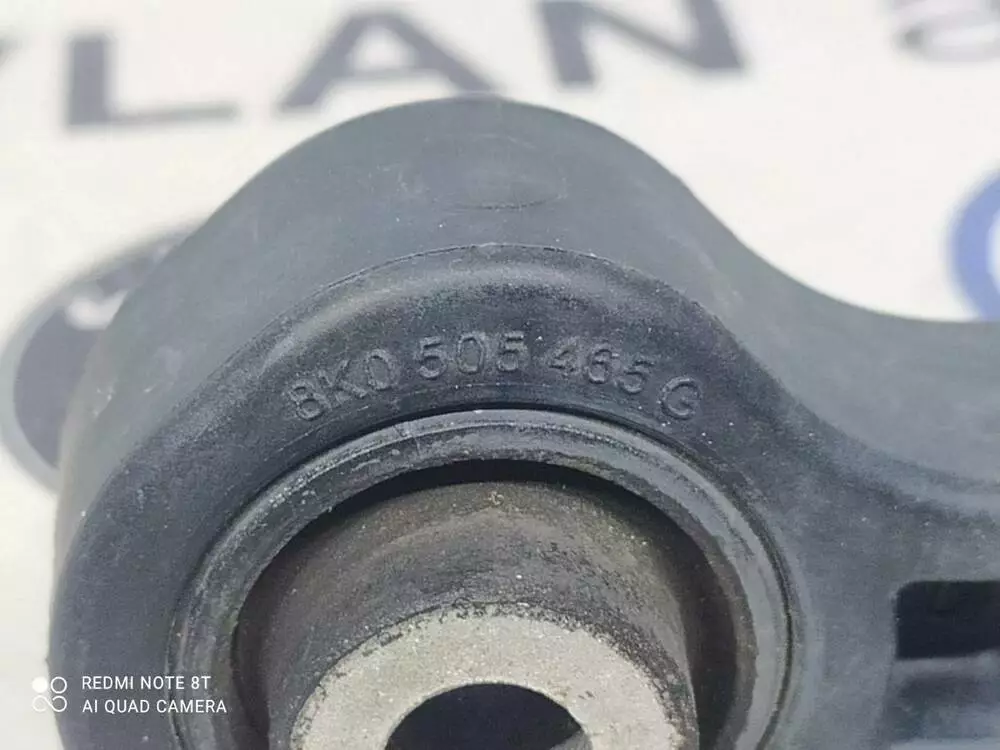 8K0 505 465 G
REDMI NOTE 8T
AI QUAD CAMERA